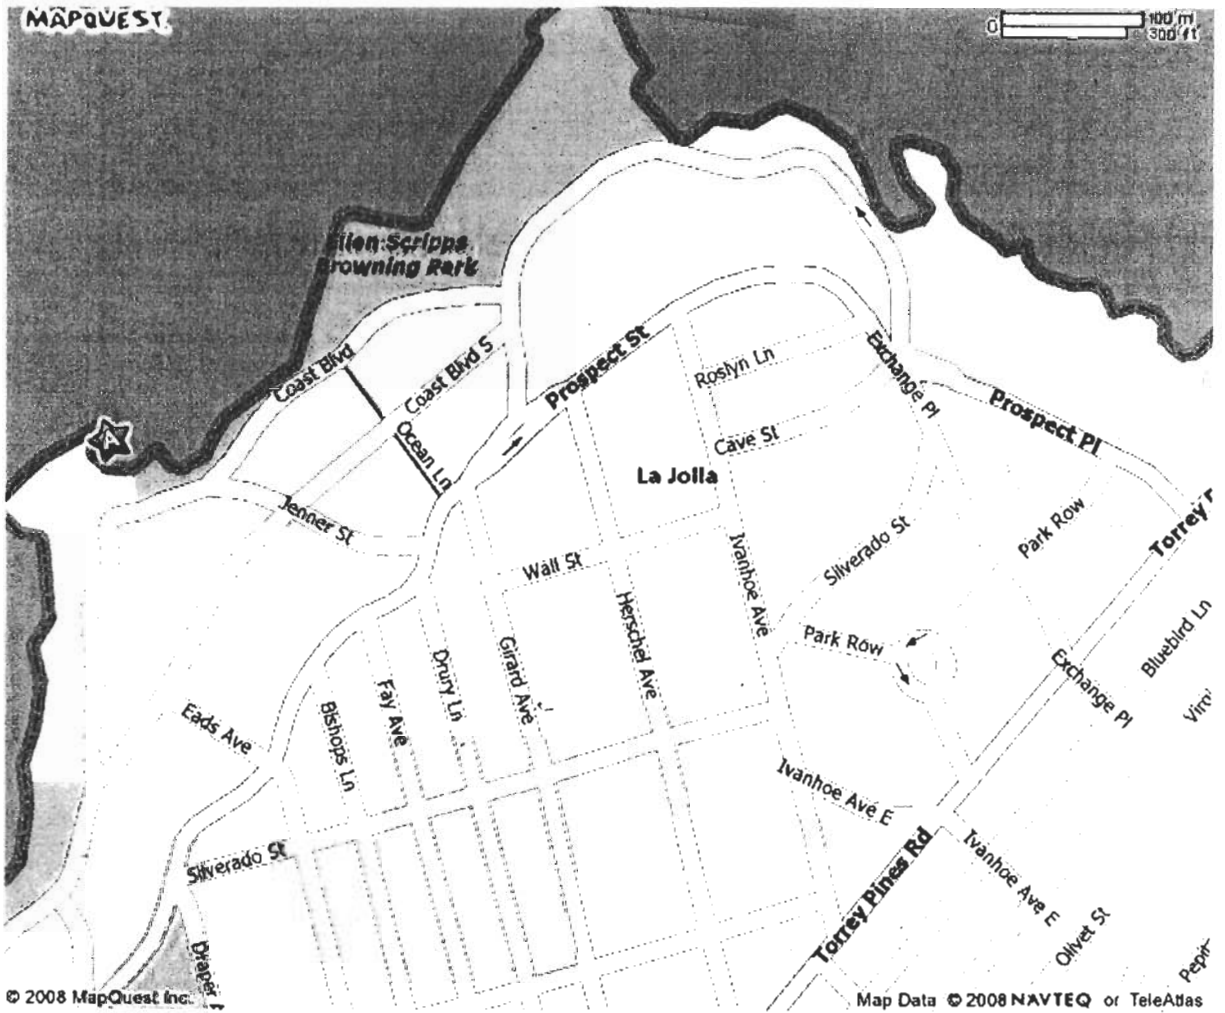 MAPQUEST.
0 100 m
300 ft
Ellen Scripps
Browning Park
Coast Blvd
Coast Blvd S
Prospect St
Roslyn Ln
Exchange Pl
Prospect Pl
A
Ocean Ln
Cave St
La Jolla
Jenner St
Park Row
Torrey P
Wall St
Ivanhoe Ave
Silverado St
Herschel Ave
Park Row
Bluebird Ln
Girard Ave
Drury Ln
Fay Ave
Exchange Pl
Eads Ave
Bishops Ln
Ivanhoe Ave E
Silverado St
Torrey Pines Rd
Ivanhoe Ave E
Olivet St
Draper
© 2008 MapQuest Inc.
Map Data © 2008 NAVTEQ or TeleAtlas